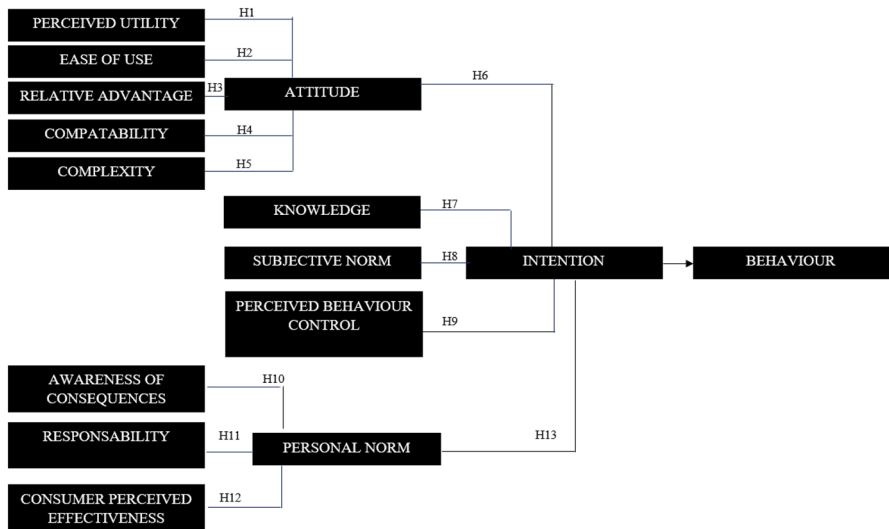 PERCEIVED UTILITY
H1
EASE OF USE
H2
RELATIVE ADVANTAGE
H3
ATTITUDE
H6
COMPATABILITY
H4
COMPLEXITY
H5
KNOWLEDGE
H7
SUBJECTIVE NORM
H8
INTENTION
BEHAVIOUR
PERCEIVED BEHAVIOUR
CONTROL
H9
AWARENESS OF
CONSEQUENCES
H10
RESPONSABILITY
H11
PERSONAL NORM
H13
CONSUMER PERCEIVED
EFFECTIVENESS
H12